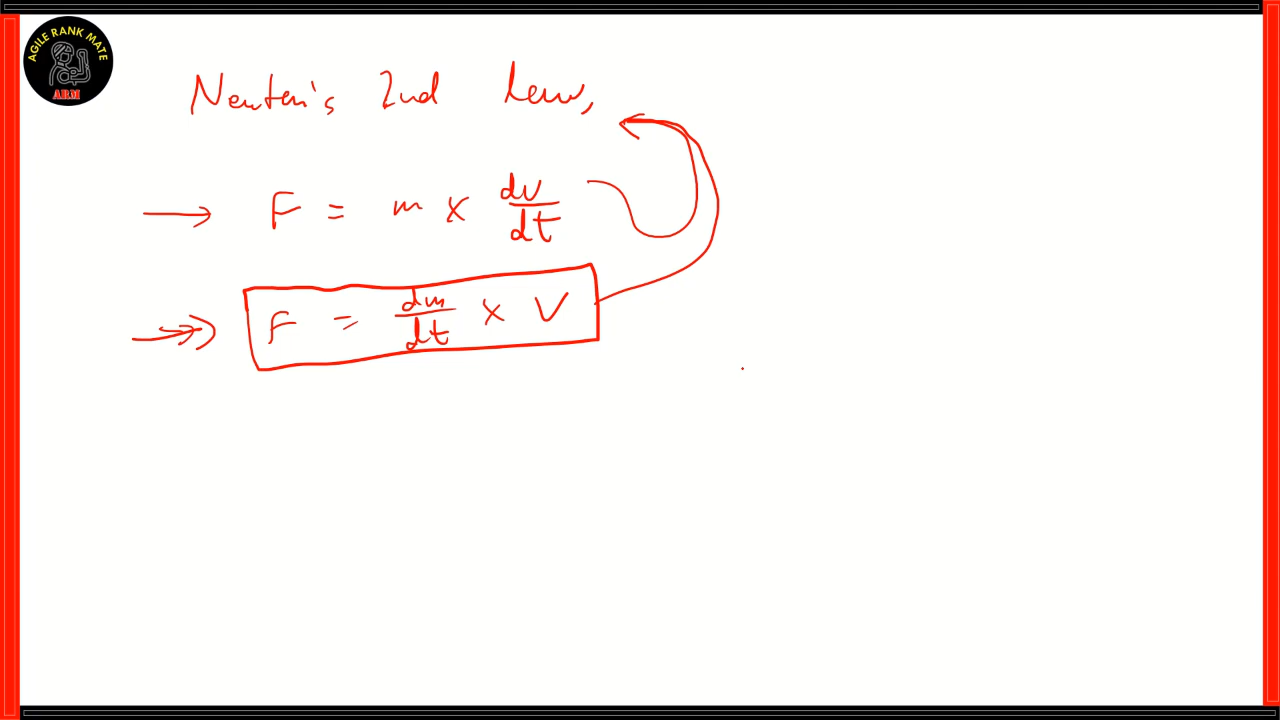 AGILE RANK MATE
ARM
Newton's 2nd Law,
→ F = m × dv/dt
→ F = dm/dt × V